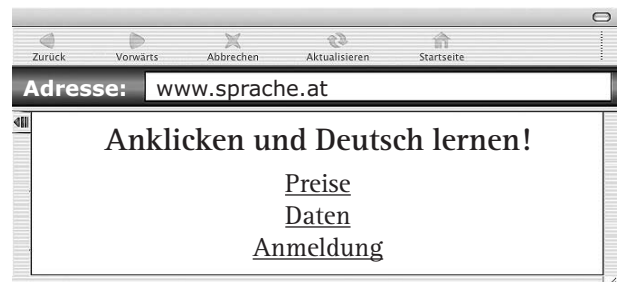 Zurück Vorwärts Abbrechen Aktualisieren Startseite
Adresse: www.sprache.at
Anklicken und Deutsch lernen!
Preise
Daten
Anmeldung